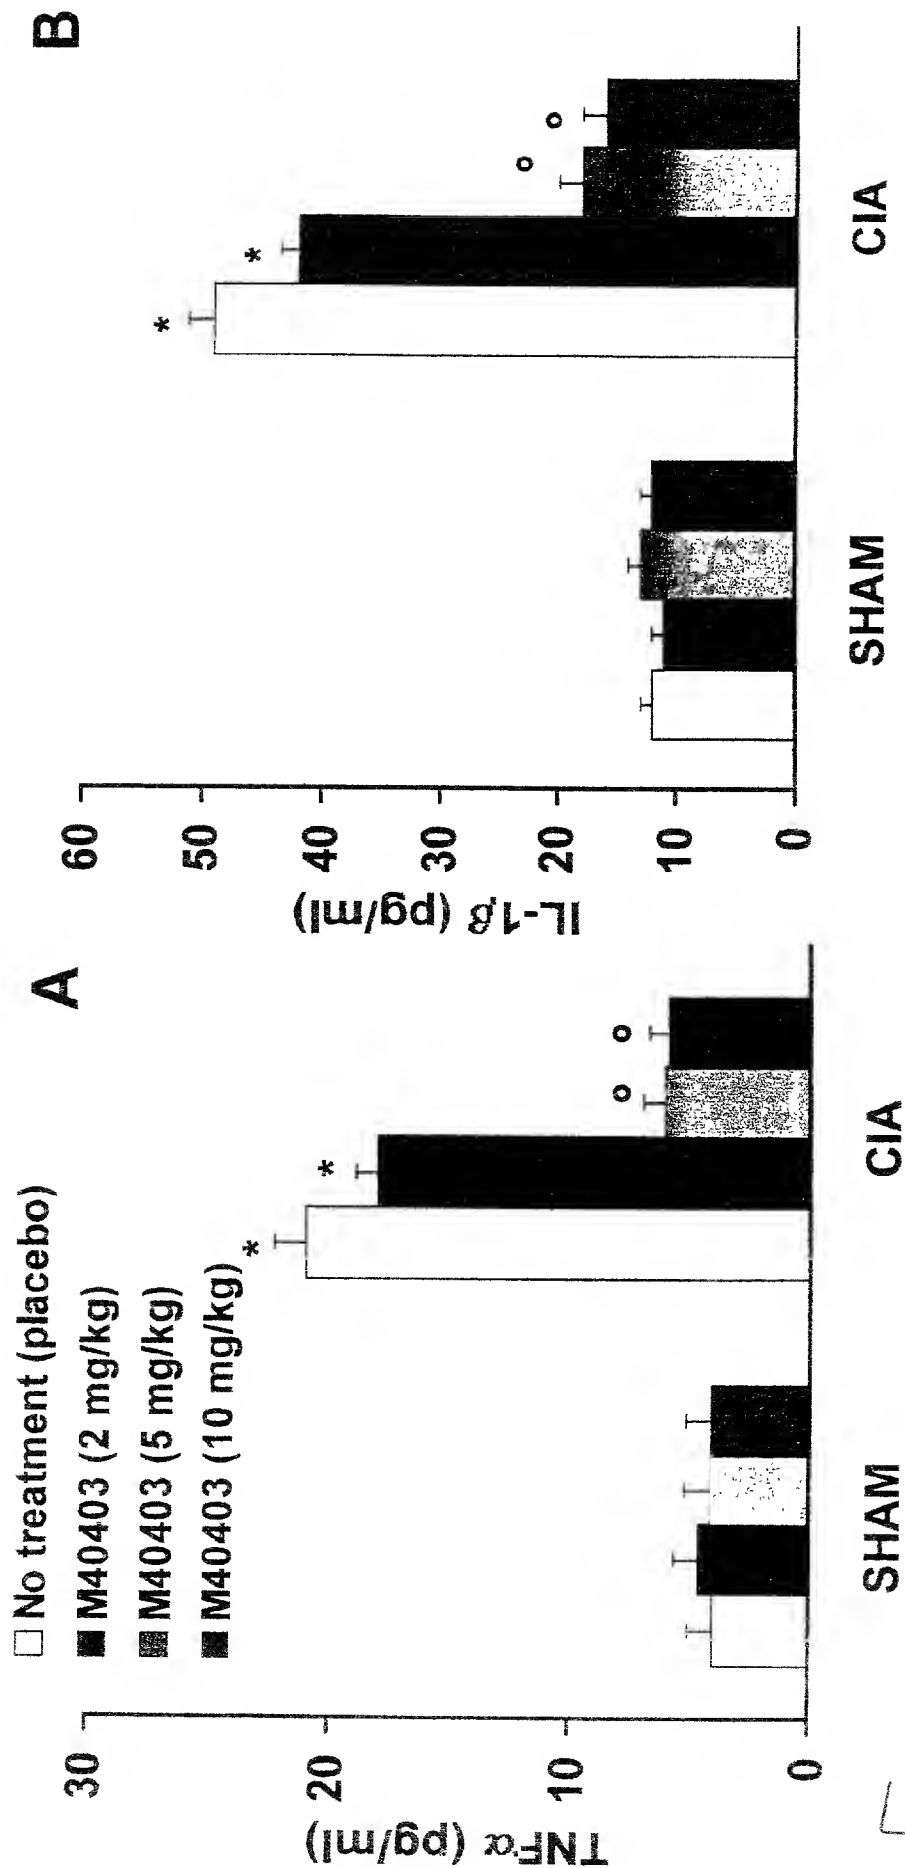 No treatment (placebo)
M40403 (2 mg/kg)
M40403 (5 mg/kg)
M40403 (10 mg/kg)
A
TNFα (pg/ml)
30
20
10
0
*
*
o
o
SHAM
CIA
B
IL-1β (pg/ml)
60
50
40
30
20
10
0
*
*
o
o
SHAM
CIA